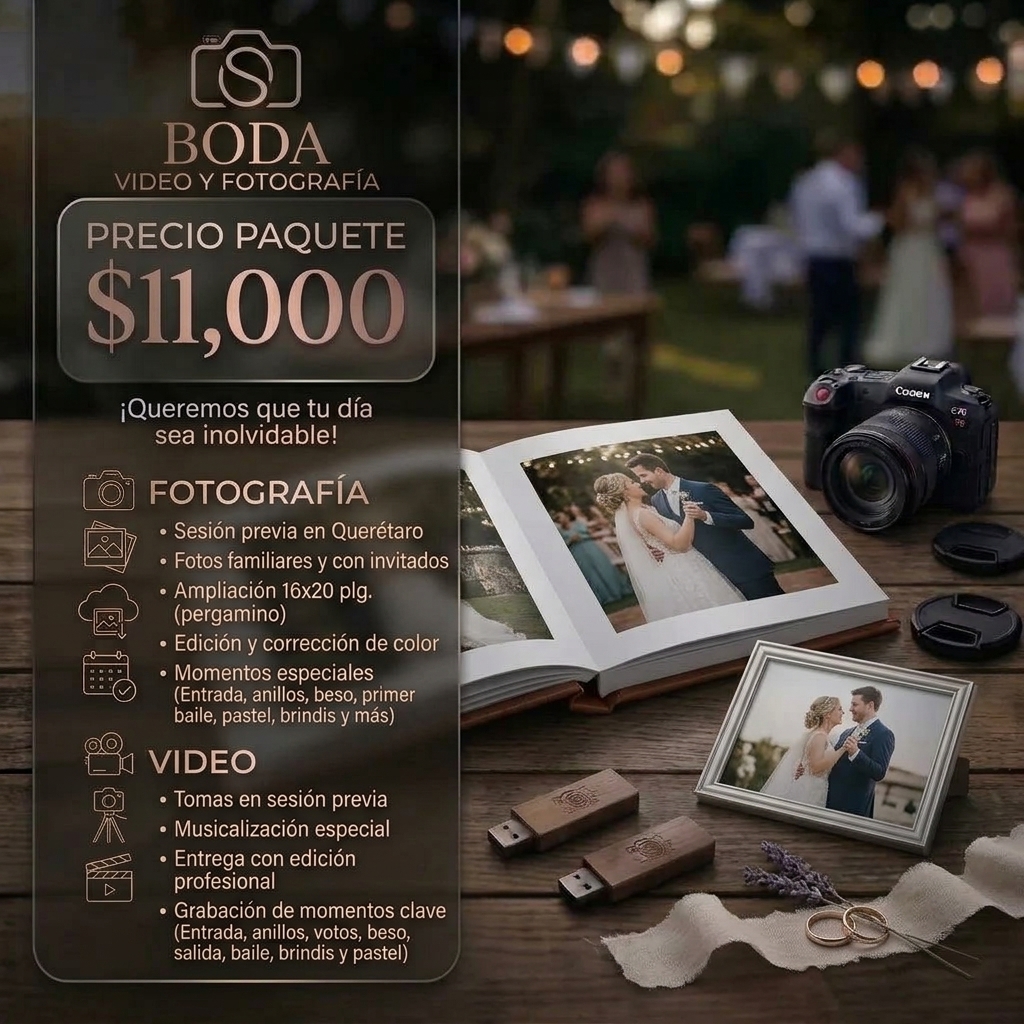 S
BODA
VIDEO Y FOTOGRAFÍA
PRECIO PAQUETE
$11,000
¡Queremos que tu día
sea inolvidable!
FOTOGRAFÍA
• Sesión previa en Querétaro
• Fotos familiares y con invitados
• Ampliación 16x20 plg.
(pergamino)
• Edición y corrección de color
• Momentos especiales
(Entrada, anillos, beso, primer
baile, pastel, brindis y más)
VIDEO
• Tomas en sesión previa
• Musicalización especial
• Entrega con edición
profesional
• Grabación de momentos clave
(Entrada, anillos, votos, beso,
salida, baile, brindis y pastel)